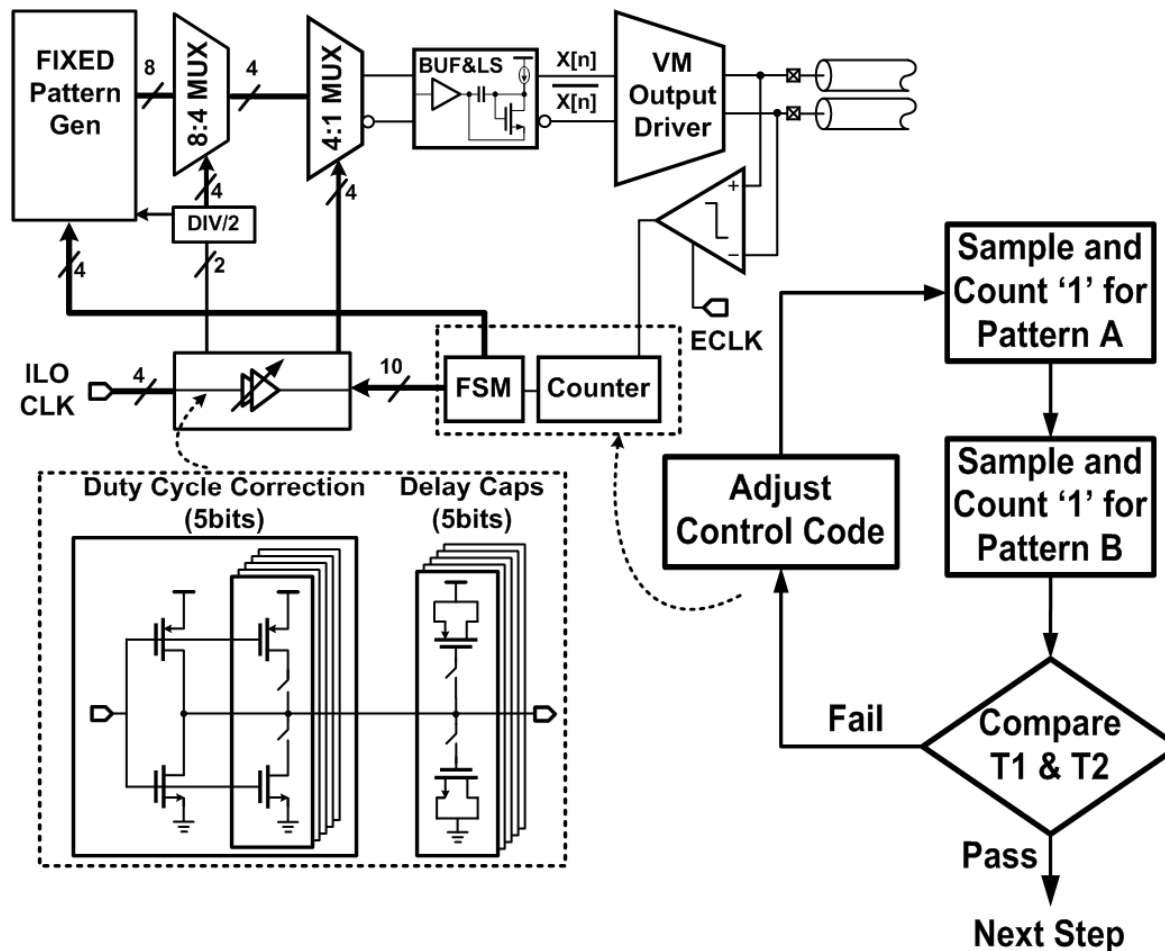 FIXED
Pattern
Gen
8
8:4 MUX
4
4:1 MUX
BUF&LS
X[n]
X[n]
VM
Output
Driver
4
4
DIV/2
4
2
+
−
ECLK
ILO
CLK
4
10
FSM
Counter
Duty Cycle Correction
(5bits)
Delay Caps
(5bits)
Sample and
Count ‘1’ for
Pattern A
Sample and
Count ‘1’ for
Pattern B
Adjust
Control Code
Fail
Compare
T1 & T2
Pass
Next Step